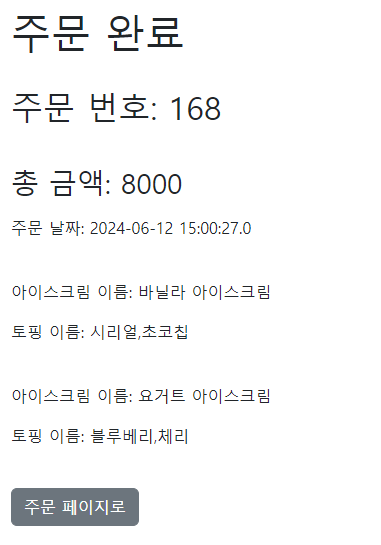 주문 완료
주문 번호: 168
총 금액: 8000
주문 날짜: 2024-06-12 15:00:27.0
아이스크림 이름: 바닐라 아이스크림
토핑 이름: 시리얼,초코칩
아이스크림 이름: 요거트 아이스크림
토핑 이름: 블루베리,체리
주문 페이지로